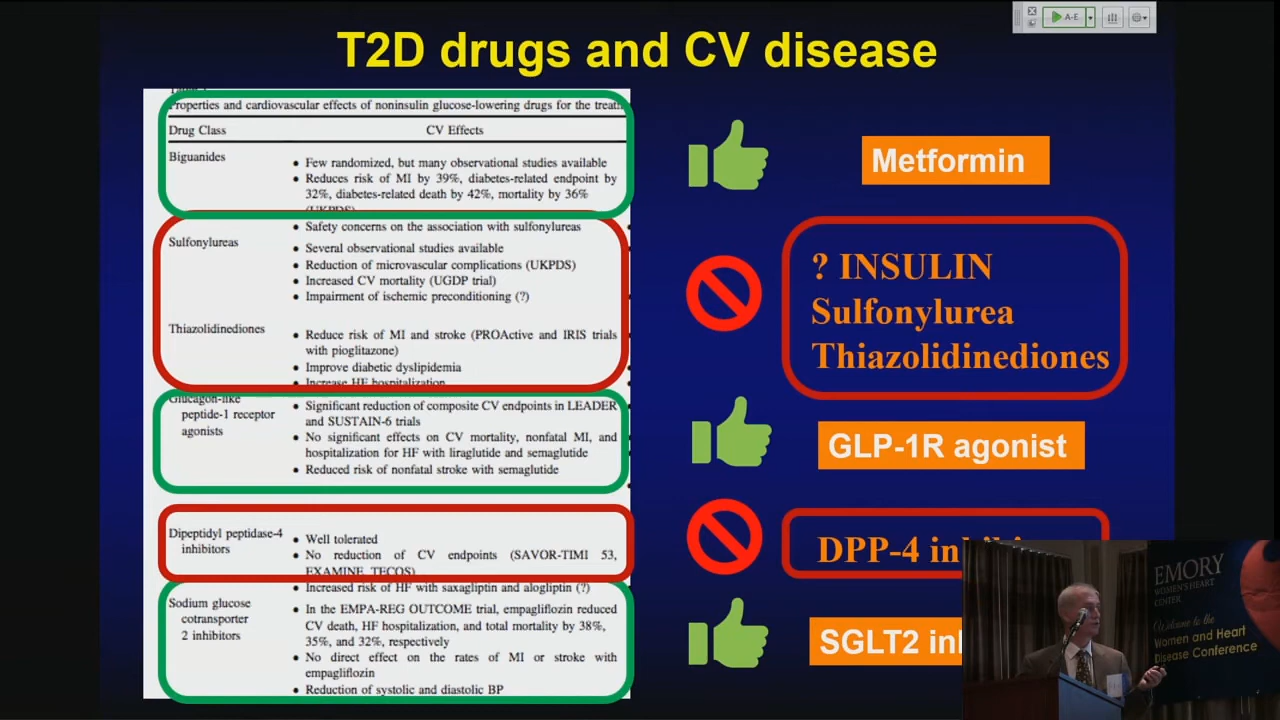 A-E
T2D drugs and CV disease
Properties and cardiovascular effects of noninsulin glucose-lowering drugs for the
Drug Class
CV Effects
Biguanides
• Few randomized, but many observational studies available
• Reduces risk of MI by 39%, diabetes-related endpoint by
32%, diabetes-related death by 42%, mortality by 36%
(UKPDS)
• Safety concerns on the association with sulfonylureas
Sulfonylureas
• Several observational studies available
• Reduction of microvascular complications (UKPDS)
• Increased CV mortality (UGDP trial)
• Impairment of ischemic preconditioning (?)
Thiazolidinediones
• Reduce risk of MI and stroke (PROActive and IRIS trials
with pioglitazone)
• Improve diabetic dyslipidemia
• Increase HF hospitalization
Glucagon-like
peptide-1 receptor
agonists
• Significant reduction of composite CV endpoints in LEADER
and SUSTAIN-6 trials
• No significant effects on CV mortality, nonfatal MI, and
hospitalization for HF with liraglutide and semaglutide
• Reduced risk of nonfatal stroke with semaglutide
Dipeptidyl peptidase-4
inhibitors
• Well tolerated
• No reduction of CV endpoints (SAVOR-TIMI 53,
EXAMINE, TECOS)
• Increased risk of HF with saxagliptin and alogliptin (?)
Sodium glucose
cotransporter
2 inhibitors
• In the EMPA-REG OUTCOME trial, empagliflozin reduced
CV death, HF hospitalization, and total mortality by 38%,
35%, and 32%, respectively
• No direct effect on the rates of MI or stroke with
empagliflozin
• Reduction of systolic and diastolic BP
Metformin
? INSULIN
Sulfonylurea
Thiazolidinediones
GLP-1R agonist
DPP-4
SGLT2
EMORY
WOMEN'S HEART
CENTER
Welcome to the
Women and Heart
Disease Conference